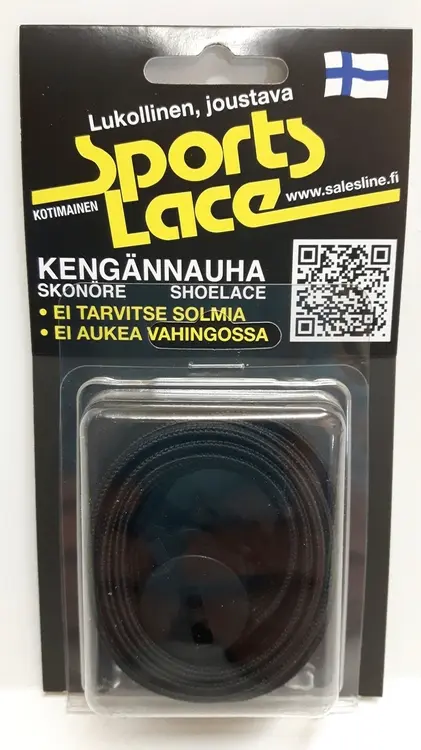 Lukollinen, joustava
Sports
KOTIMAINEN
Lace
www.salesline.fi
KENGÄNNAUHA
SKONÖRE SHOELACE
• EI TARVITSE SOLMIA
• EI AUKEA VAHINGOSSA